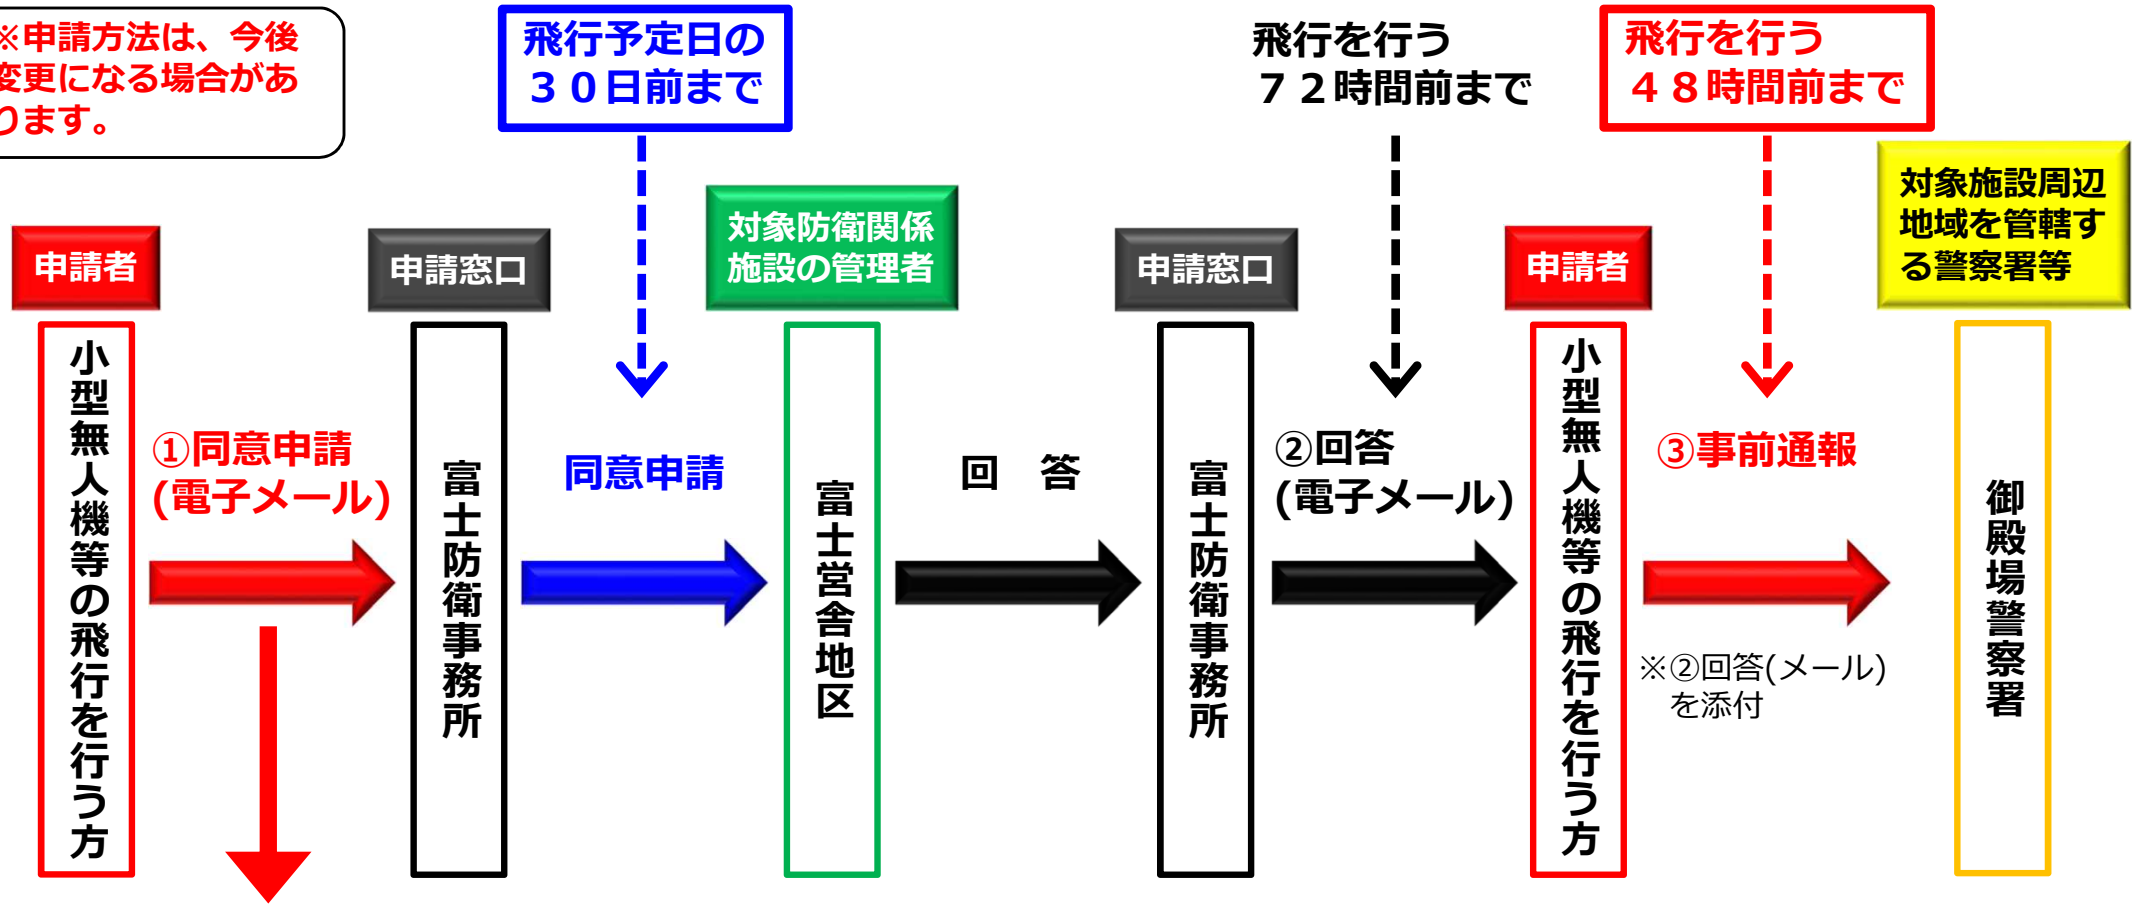 ※申請方法は、今後
変更になる場合があ
ります。
飛行予定日の
３０日前まで
飛行を行う
７２時間前まで
飛行を行う
４８時間前まで
申請者
申請窓口
対象防衛関係
施設の管理者
申請窓口
申請者
対象施設周辺
地域を管轄す
る警察署等
小型無人機等の飛行を行う方
①同意申請
(電子メール)
富士防衛事務所
同意申請
富士営舎地区
回　答
富士防衛事務所
②回答
(電子メール)
小型無人機等の飛行を行う方
③事前通報
※②回答(メール)
を添付
御殿場警察署